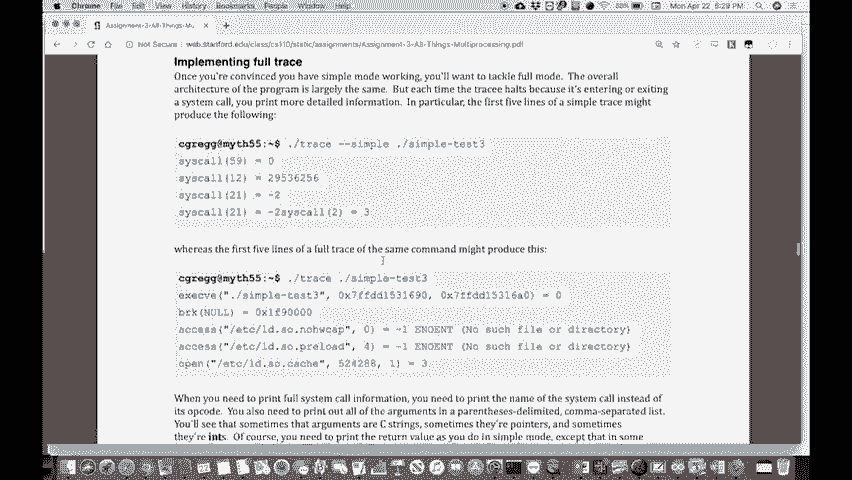 Chrome File Edit View History Bookmarks People Window Help
Mon Apr 22 6:29 PM
Assignment-3-All-Things-Mu
Not Secure | web.stanford.edu/class/cs110/static/assignments/Assignment-3-All-Things-Multiprocessing.pdf
Implementing full trace
Once you're convinced you have simple mode working, you'll want to tackle full mode. The overall
architecture of the program is largely the same. But each time the tracee halts because it's entering or exiting
a system call, you print more detailed information. In particular, the first five lines of a simple trace might
produce the following:
cgregg@myth55:~$ ./trace --simple ./simple-test3
syscall(59) = 0
syscall(12) = 29536256
syscall(21) = -2
syscall(21) = -2syscall(2) = 3
whereas the first five lines of a full trace of the same command might produce this:
cgregg@myth55:~$ ./trace ./simple-test3
execve("./simple-test3", 0x7ffdd1531690, 0x7ffdd15316a0) = 0
brk(NULL) = 0x1f90000
access("/etc/ld.so.nohwcap", 0) = -1 ENOENT (No such file or directory)
access("/etc/ld.so.preload", 4) = -1 ENOENT (No such file or directory)
open("/etc/ld.so.cache", 524288, 1) = 3
When you need to print full system call information, you need to print the name of the system call instead of
its opcode. You also need to print out all of the arguments in a parentheses-delimited, comma-separated list.
You'll see that sometimes that arguments are C strings, sometimes they're pointers, and sometimes
they're ints. Of course, you need to print the return value as you do in simple mode, except that in some